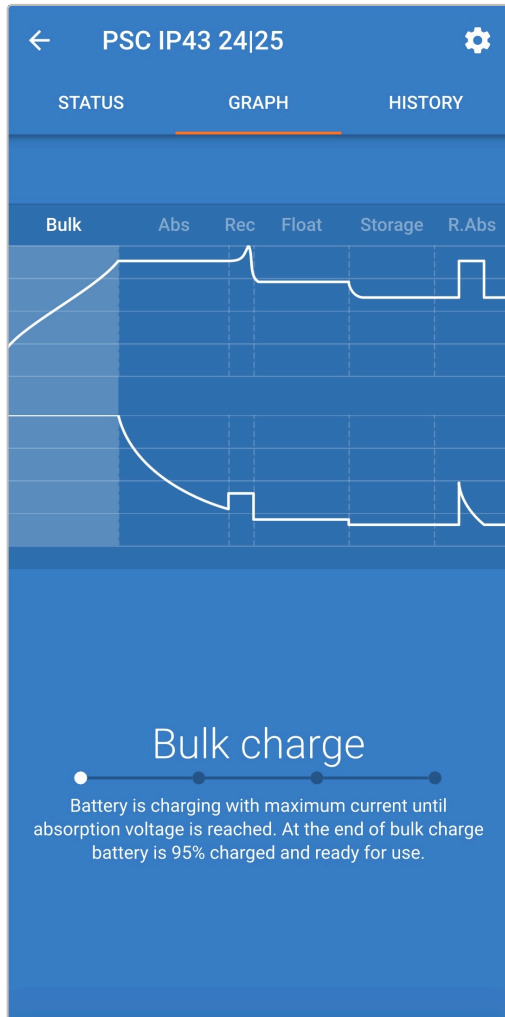 PSC IP43 24|25
STATUS GRAPH HISTORY
Bulk Abs Rec Float Storage R.Abs
Bulk charge
Battery is charging with maximum current until
absorption voltage is reached. At the end of bulk charge
battery is 95% charged and ready for use.